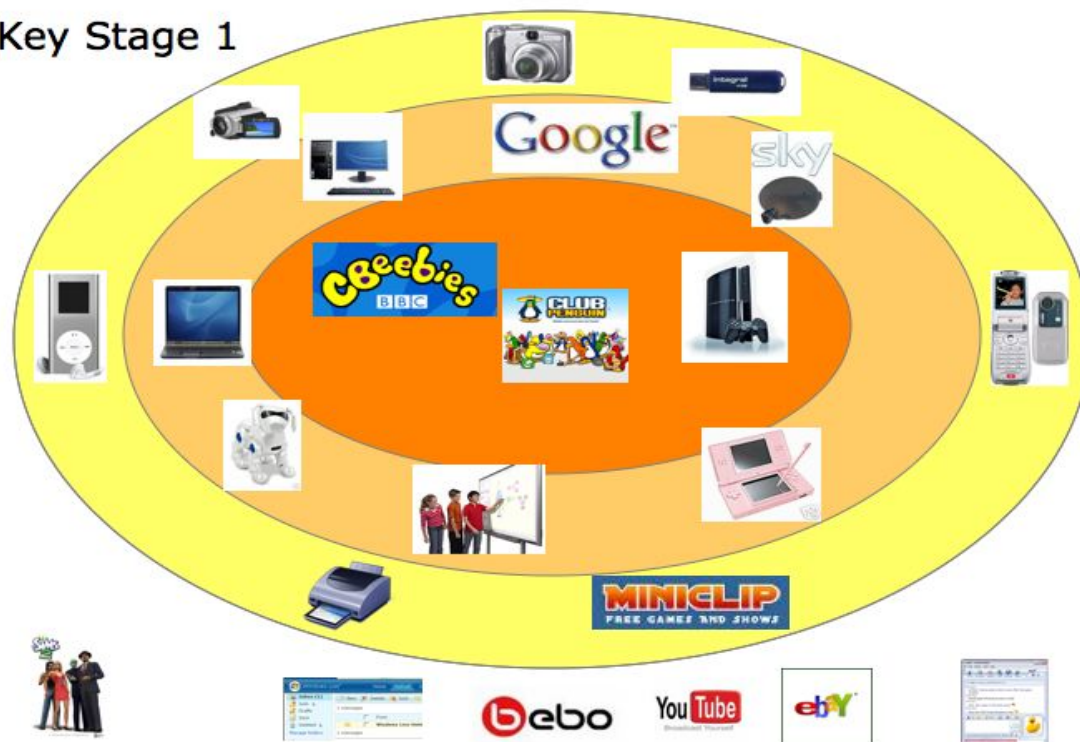 Key Stage 1
integral
Google
sky
CBeebies
BBC
CLUB
PENGUIN
MINICLIP
FREE GAMES AND SHOWS
bebo
YouTube
Broadcast Yourself
ebY